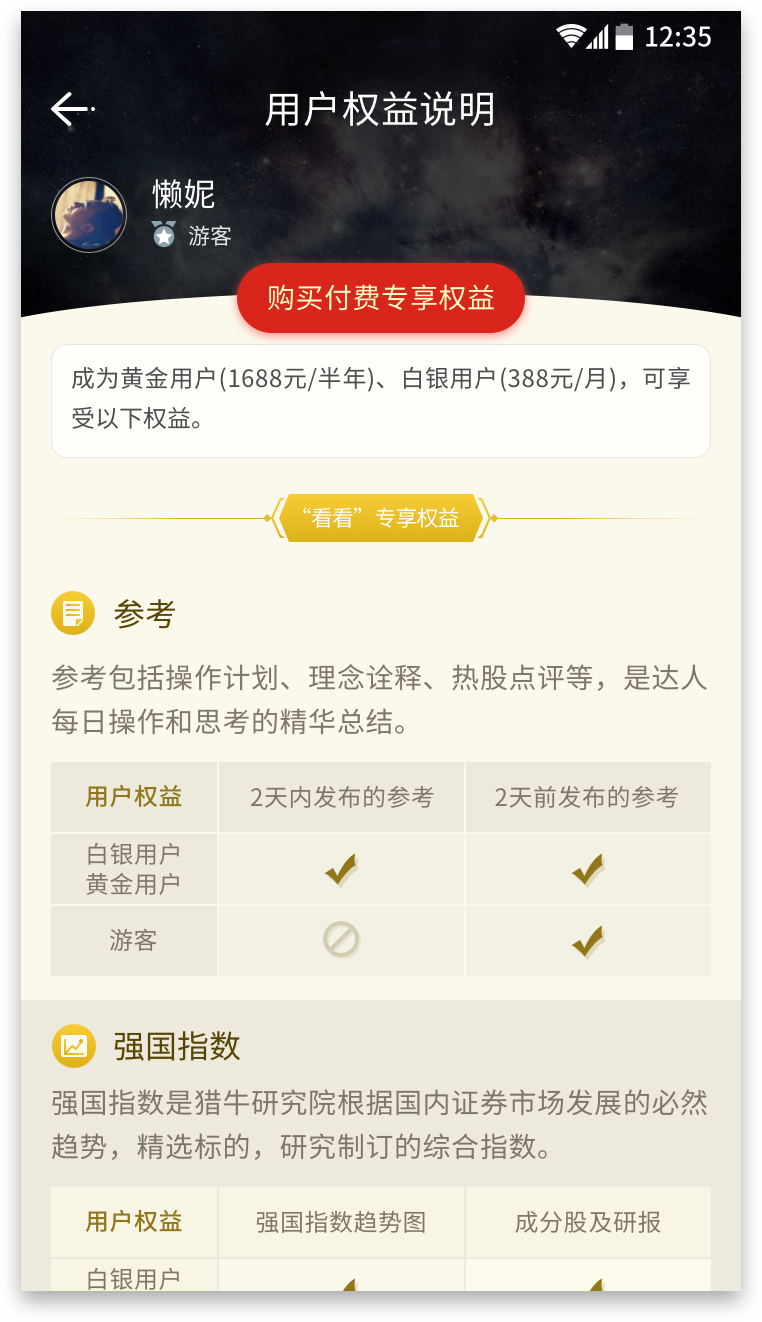 12:35
用户权益说明
懒妮
游客
购买付费专享权益
成为黄金用户(1688元/半年)、白银用户(388元/月)，可享
受以下权益。
“看看”专享权益
参考
参考包括操作计划、理念诠释、热股点评等，是达人
每日操作和思考的精华总结。
用户权益 2天内发布的参考 2天前发布的参考
白银用户
黄金用户
游客
强国指数
强国指数是猎牛研究院根据国内证券市场发展的必然
趋势，精选标的，研究制订的综合指数。
用户权益 强国指数趋势图 成分股及研报
白银用户